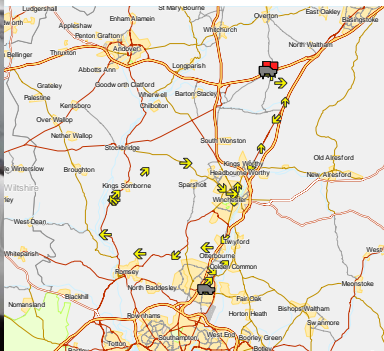 Ludgershall
St Mary Bourne
Overton
East Oakley
Enham Alamein
Basingstoke
Appleshaw
Whitchurch
Penton Grafton
Andover
North Waltham
Thruxton
Longparish
Abbotts Ann
Grateley
Goodworth Clatford
Wherwell
Barton Stacey
Palestine
Kentsboro
Chilbolton
Over Wallop
Nether Wallop
South Wonston
Stockbridge
Old Alresford
Kings Worthy
Broughton
Headbourne Worthy
New Alresford
Kings Somborne
Sparsholt
Wiltshire
Winchester
West Dean
Twyford
Whiteparish
Otterbourne
West
Romsey
Colden Common
North Baddesley
Meonstoke
Blackhill
Fair Oak
Nomansland
Bishops Waltham
Rownhams
Horton Heath
Swanmore
Totton
Southampton
West End
Boorley Green